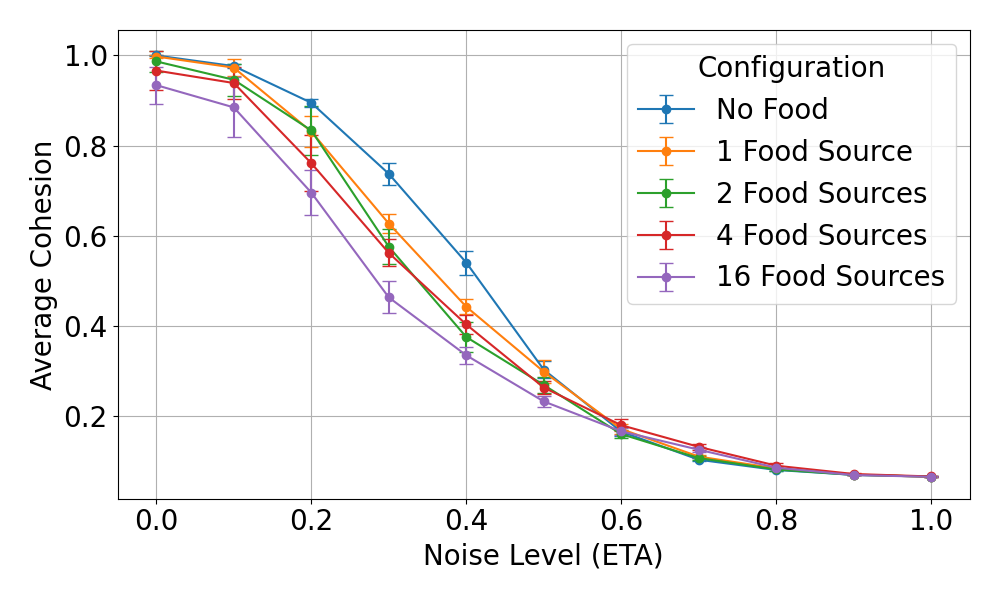 Configuration
No Food
1 Food Source
2 Food Sources
4 Food Sources
16 Food Sources
Average Cohesion
1.0
0.8
0.6
0.4
0.2
0.0 0.2 0.4 0.6 0.8 1.0
Noise Level (ETA)